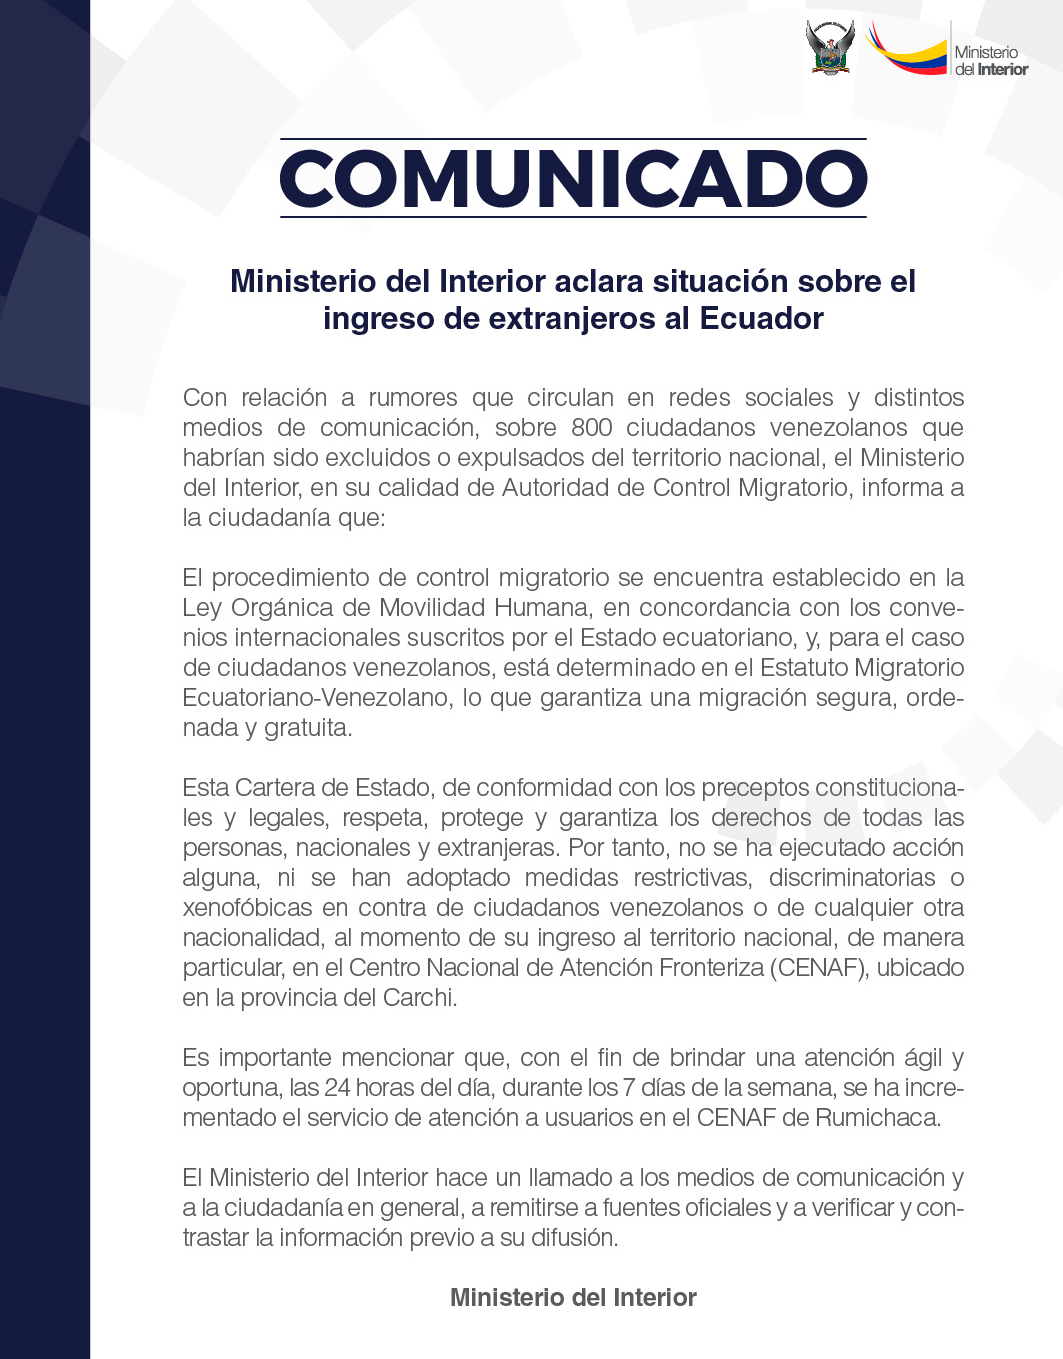 Ministerio
del Interior
COMUNICADO
Ministerio del Interior aclara situación sobre el
ingreso de extranjeros al Ecuador
Con relación a rumores que circulan en redes sociales y distintos
medios de comunicación, sobre 800 ciudadanos venezolanos que
habrían sido excluidos o expulsados del territorio nacional, el Ministerio
del Interior, en su calidad de Autoridad de Control Migratorio, informa a
la ciudadanía que:
El procedimiento de control migratorio se encuentra establecido en la
Ley Orgánica de Movilidad Humana, en concordancia con los conve-
nios internacionales suscritos por el Estado ecuatoriano, y, para el caso
de ciudadanos venezolanos, está determinado en el Estatuto Migratorio
Ecuatoriano-Venezolano, lo que garantiza una migración segura, orde-
nada y gratuita.
Esta Cartera de Estado, de conformidad con los preceptos constituciona-
les y legales, respeta, protege y garantiza los derechos de todas las
personas, nacionales y extranjeras. Por tanto, no se ha ejecutado acción
alguna, ni se han adoptado medidas restrictivas, discriminatorias o
xenofóbicas en contra de ciudadanos venezolanos o de cualquier otra
nacionalidad, al momento de su ingreso al territorio nacional, de manera
particular, en el Centro Nacional de Atención Fronteriza (CENAF), ubicado
en la provincia del Carchi.
Es importante mencionar que, con el fin de brindar una atención ágil y
oportuna, las 24 horas del día, durante los 7 días de la semana, se ha incre-
mentado el servicio de atención a usuarios en el CENAF de Rumichaca.
El Ministerio del Interior hace un llamado a los medios de comunicación y
a la ciudadanía en general, a remitirse a fuentes oficiales y a verificar y con-
trastar la información previo a su difusión.
Ministerio del Interior